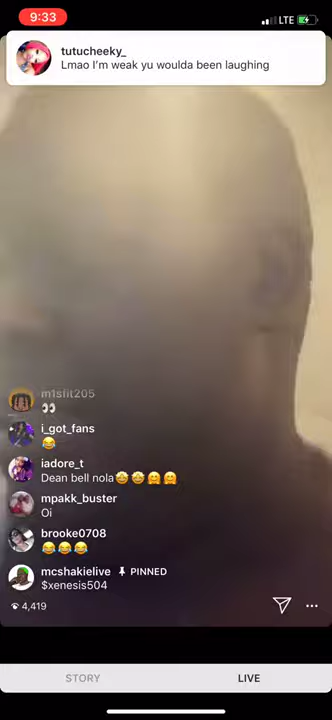 9:33
LTE
tutucheeky_
Lmao I'm weak yu woulda been laughing
m1sfit205
👀
i_got_fans
😂
iadore_t
Dean bell nola🤩🤩🤗🤗
mpakk_buster
Oi
brooke0708
😂😂😂
mcshakielive PINNED
$xenesis504
4,419
STORY LIVE